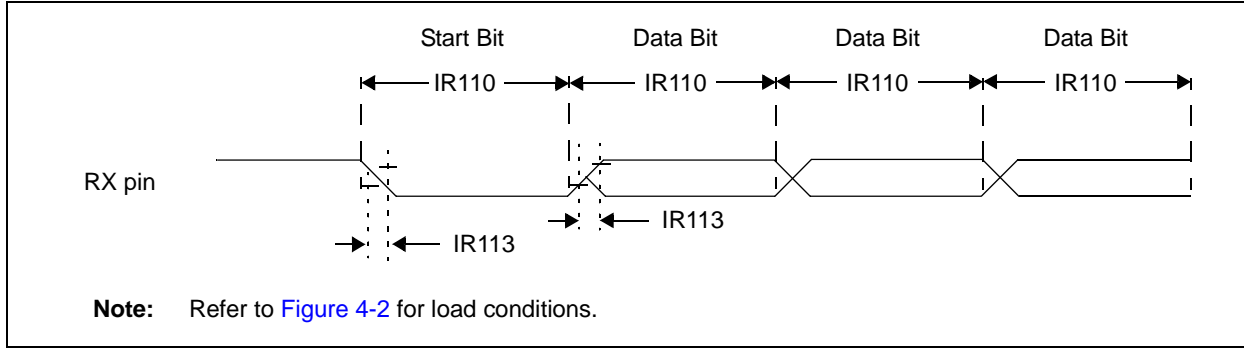 Start Bit Data Bit Data Bit Data Bit
IR110 IR110 IR110 IR110
RX pin
IR113 IR113
Note: Refer to Figure 4-2 for load conditions.